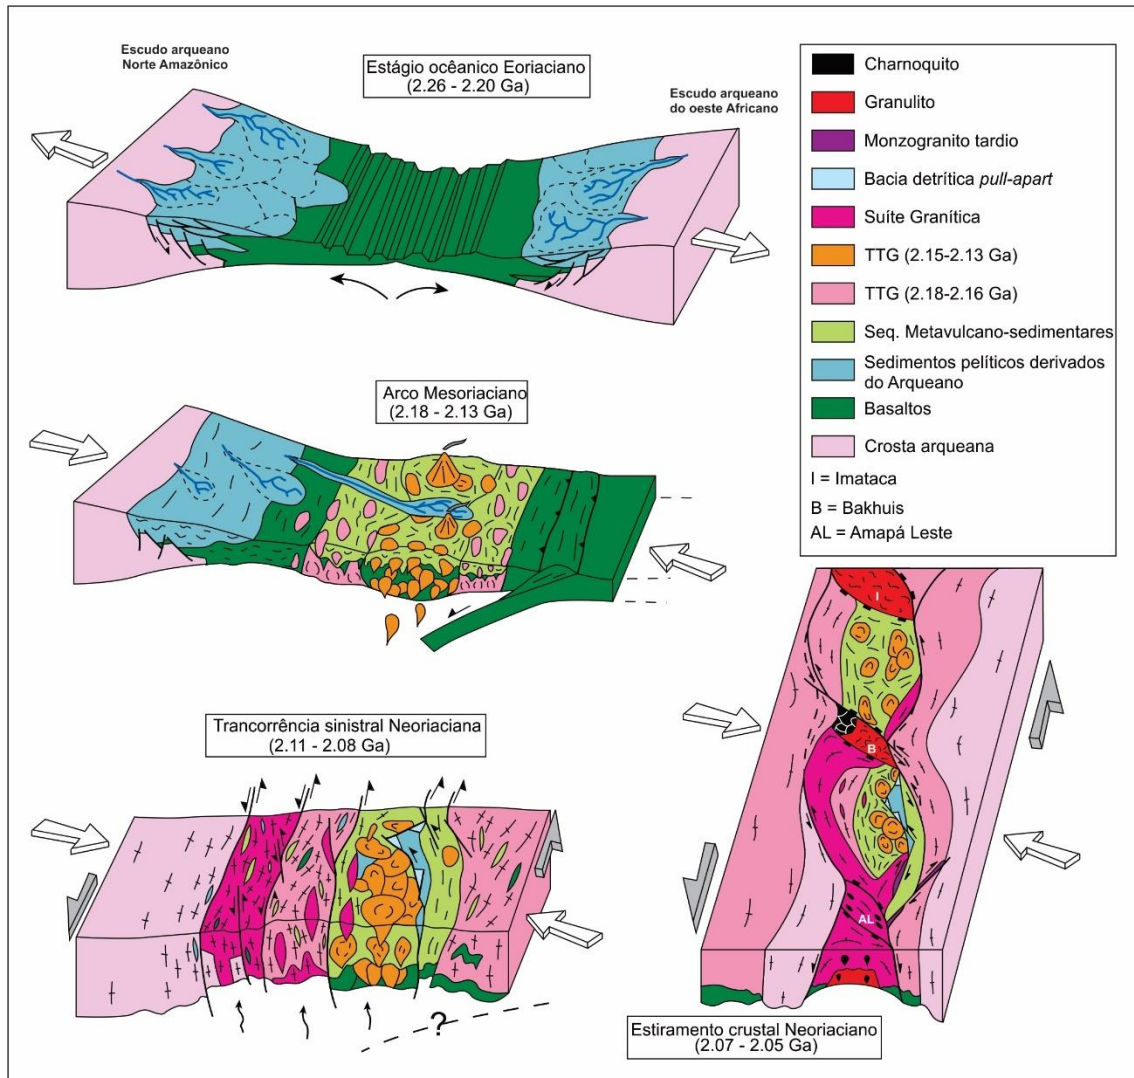 Escudo arqueano
Norte Amazônico
Estágio ocêanico Eoriaciano
(2.26 - 2.20 Ga)
Escudo arqueano
do oeste Africano
Arco Mesoriaciano
(2.18 - 2.13 Ga)
Trancorrência sinistral Neoriaciana
(2.11 - 2.08 Ga)
?
Charnoquito
Granulito
Monzogranito tardio
Bacia detrítica pull-apart
Suíte Granítica
TTG (2.15-2.13 Ga)
TTG (2.18-2.16 Ga)
Seq. Metavulcano-sedimentares
Sedimentos pelíticos derivados
do Arqueano
Basaltos
Crosta arqueana
I = Imataca
B = Bakhuis
AL = Amapá Leste
I
B
AL
Estiramento crustal Neoriaciano
(2.07 - 2.05 Ga)